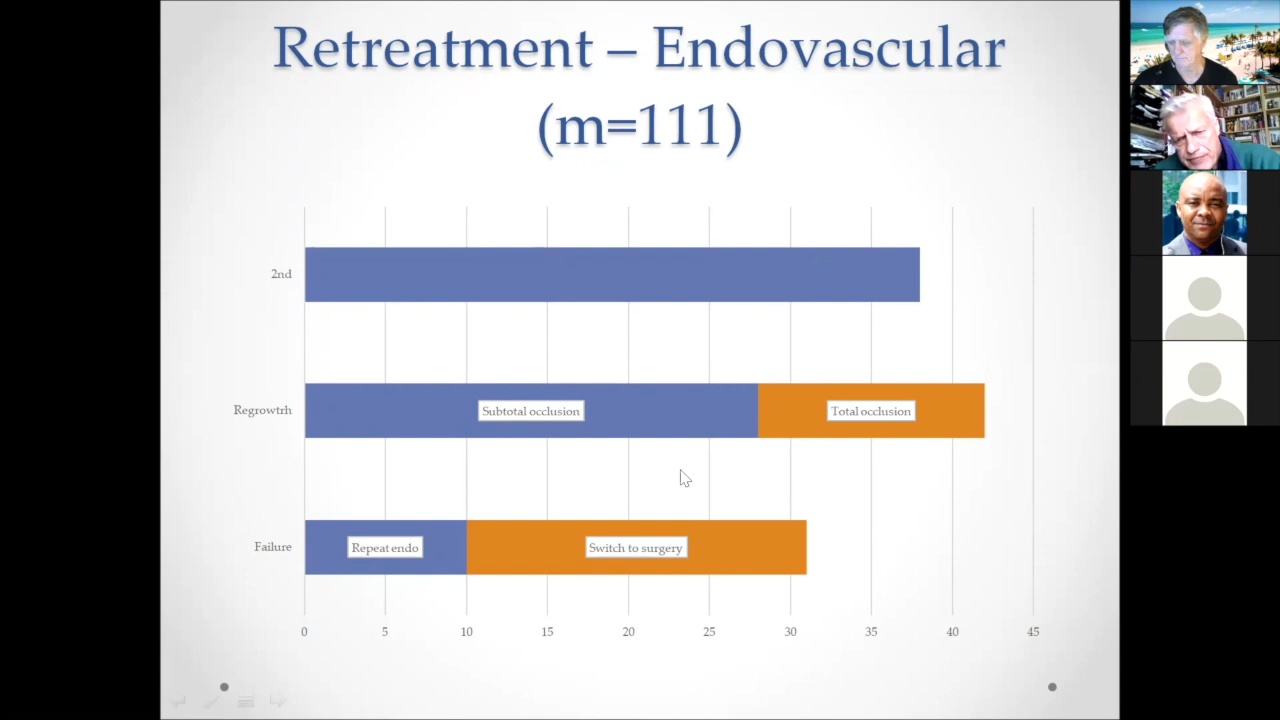 Retreatment – Endovascular
(m=111)
2nd
Regrowtrh
Subtotal occlusion
Total occlusion
Failure
Repeat endo
Switch to surgery
0 5 10 15 20 25 30 35 40 45